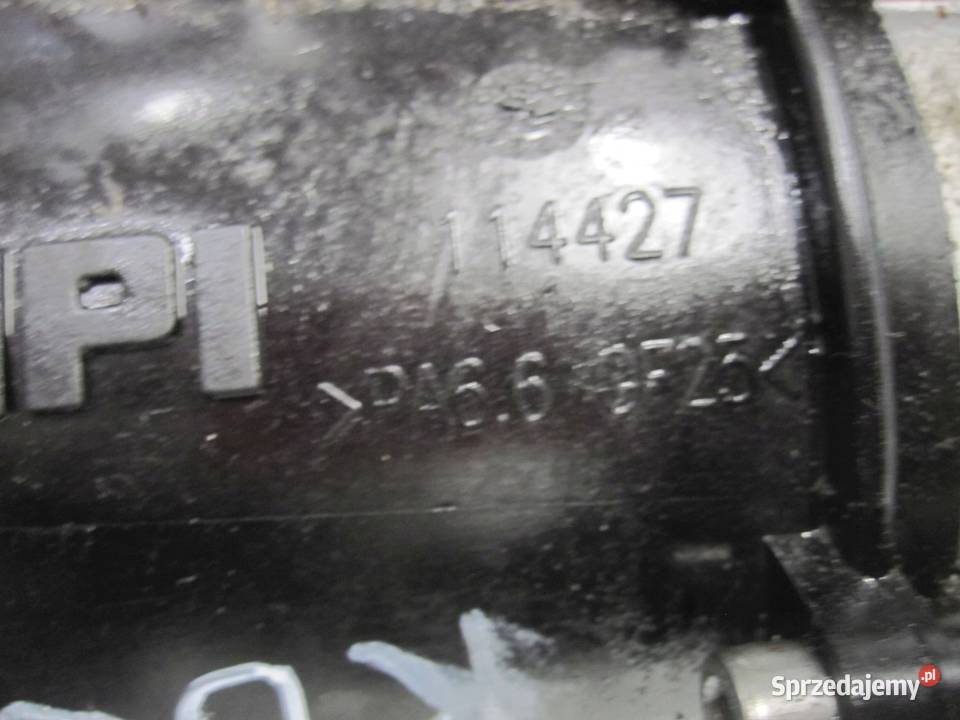 114427
PI
>PA6.6 GF25<
Sprzedajemy.pl